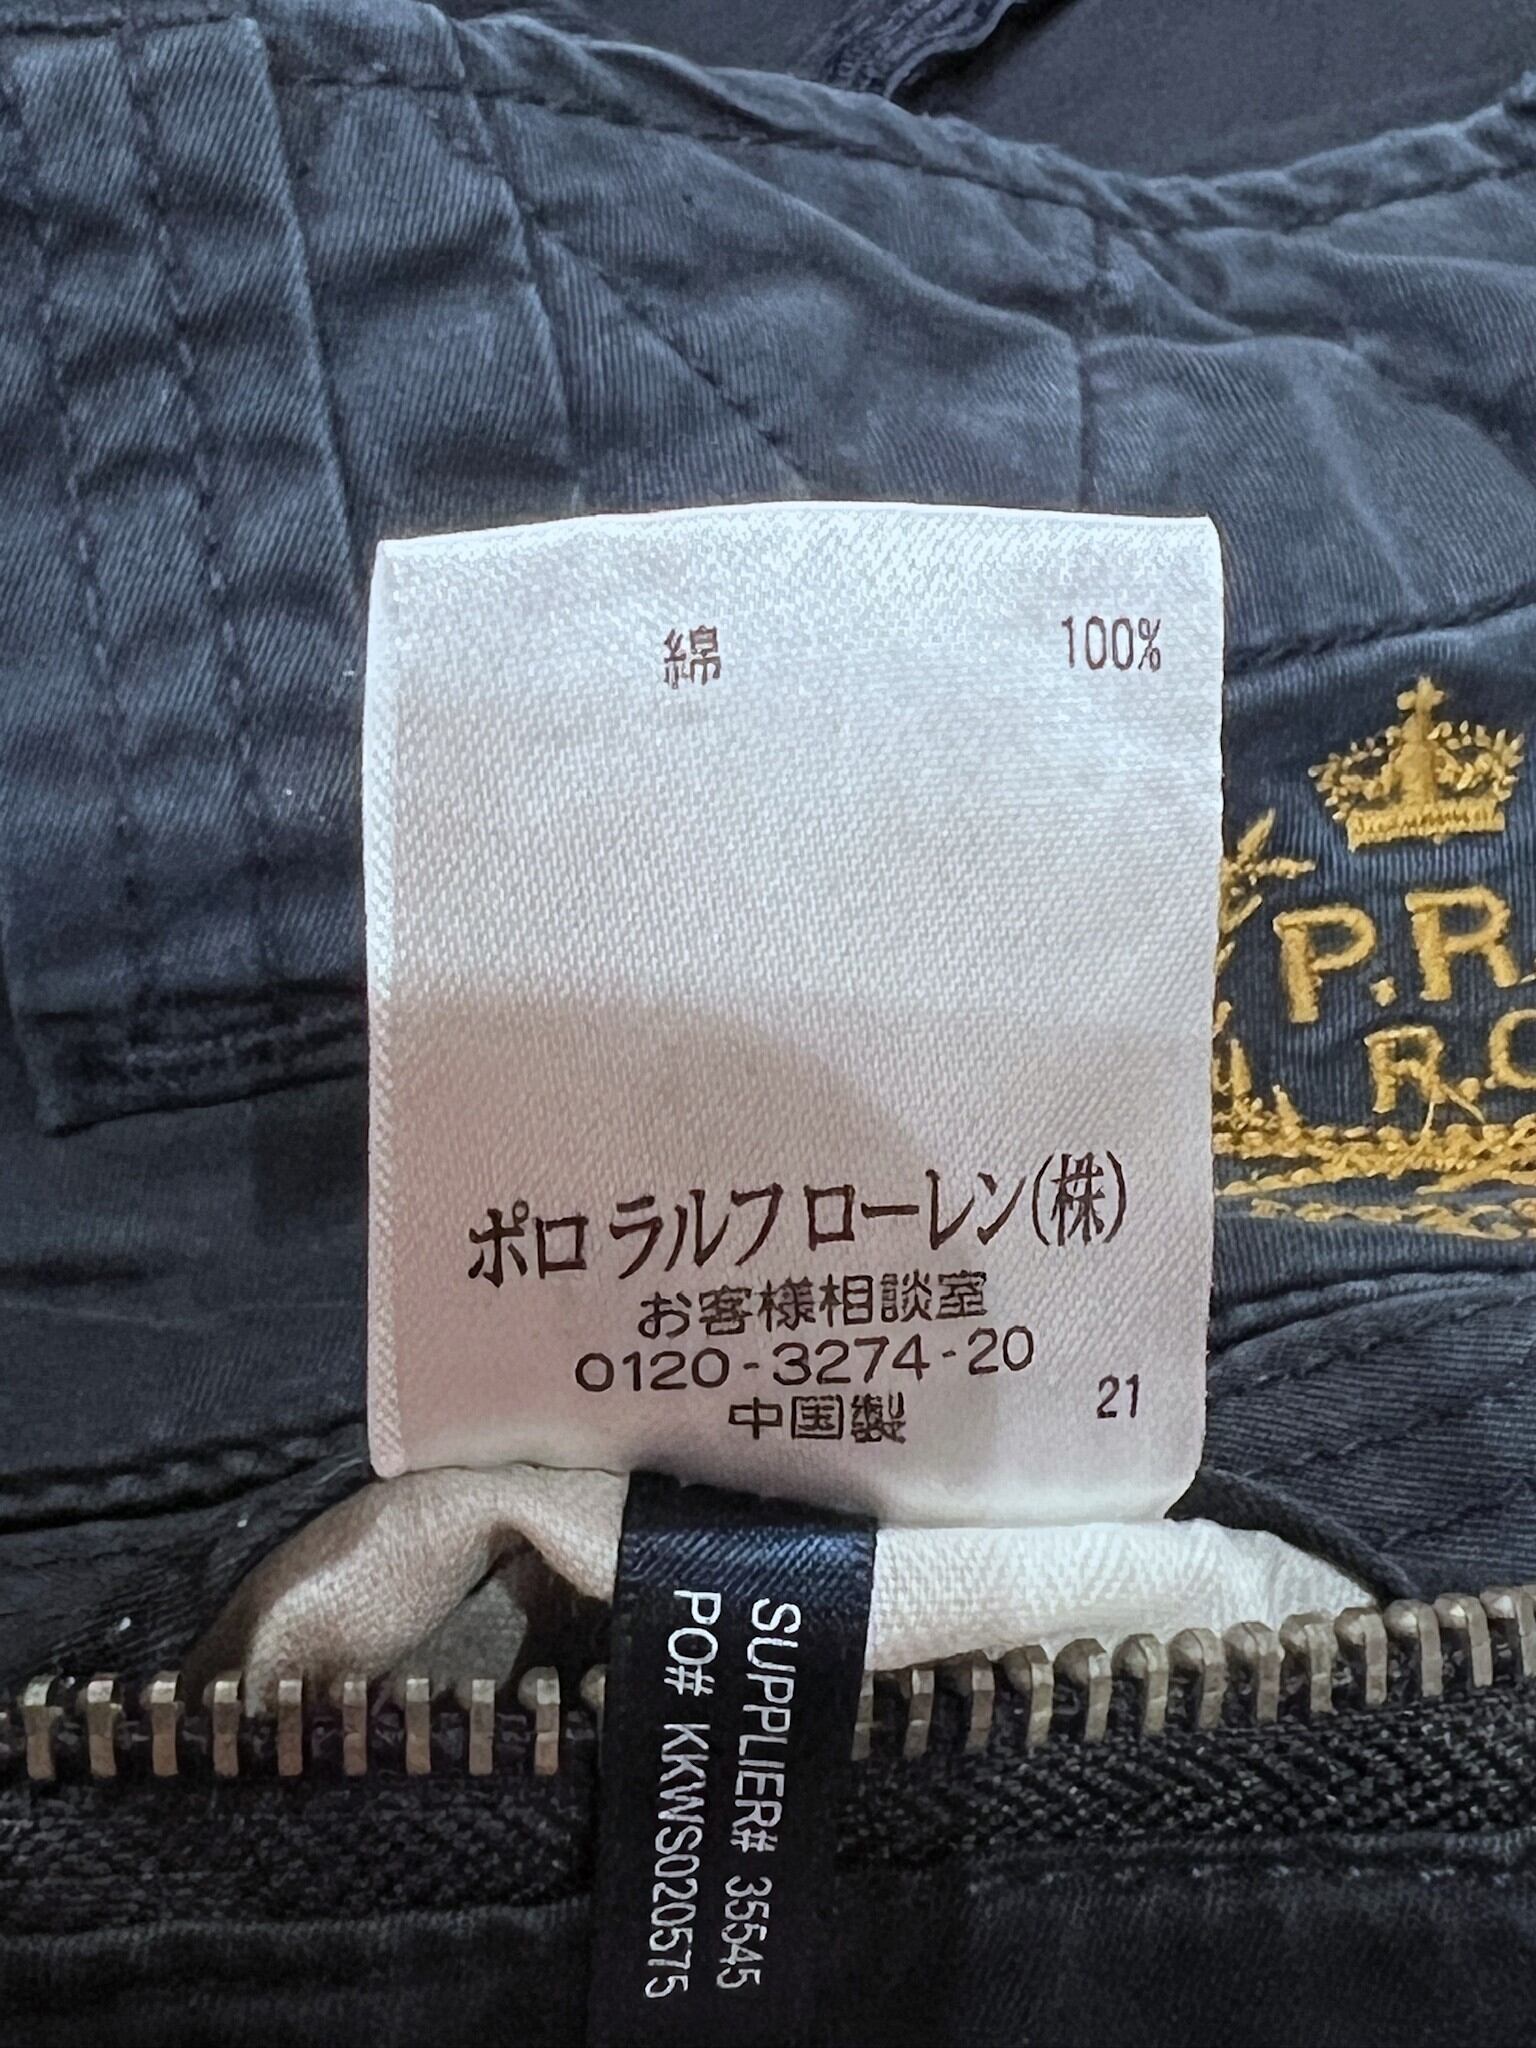 綿 100%
ポロ ラルフ ローレン(株)
お客様相談室
0120-3274-20
中国製 21
P.R
R.
SUPPLIER# 35545
PO# KKWS020575